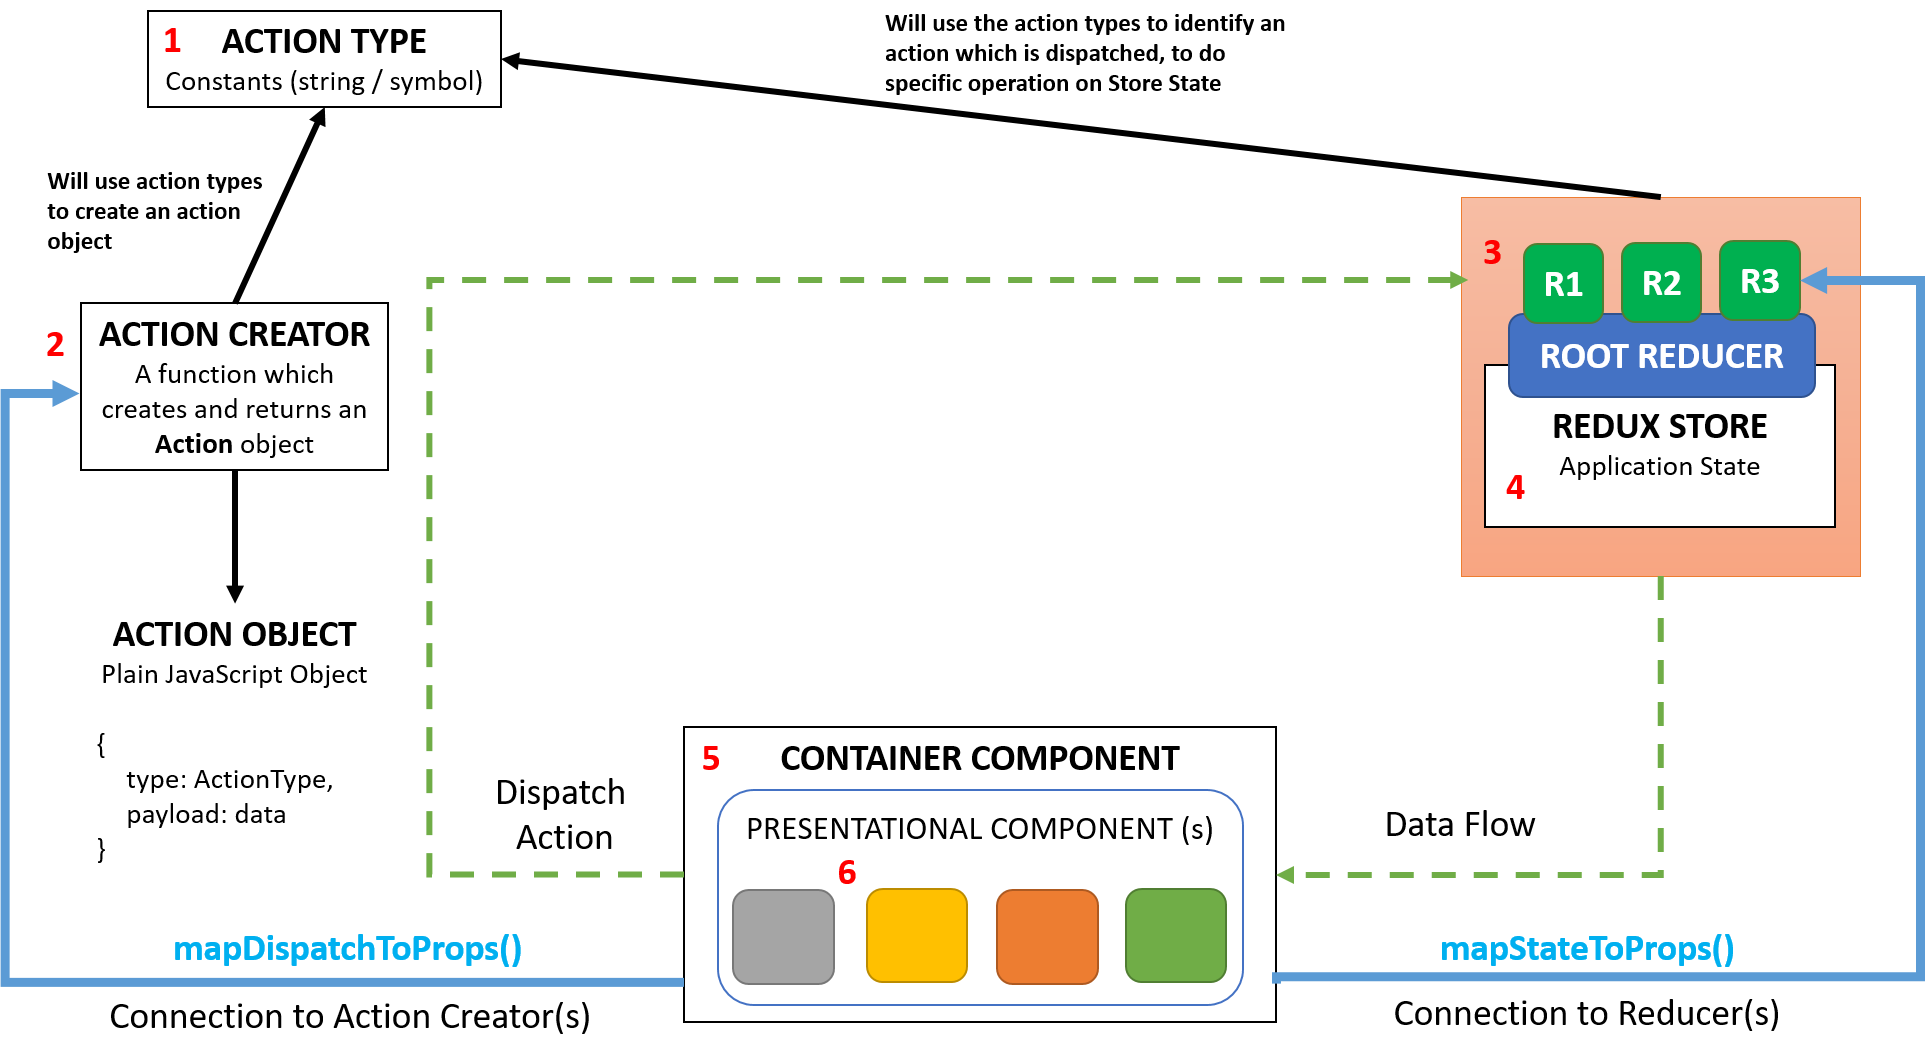 1 ACTION TYPE
Constants (string / symbol)
Will use the action types to identify an
action which is dispatched, to do
specific operation on Store State
Will use action types
to create an action
object
2
ACTION CREATOR
A function which
creates and returns an
Action object
3
R1 R2 R3
ROOT REDUCER
REDUX STORE
Application State
4
ACTION OBJECT
Plain JavaScript Object
{
type: ActionType,
payload: data
}
Dispatch
Action
5 CONTAINER COMPONENT
PRESENTATIONAL COMPONENT (s)
6
Data Flow
mapDispatchToProps()
Connection to Action Creator(s)
mapStateToProps()
Connection to Reducer(s)